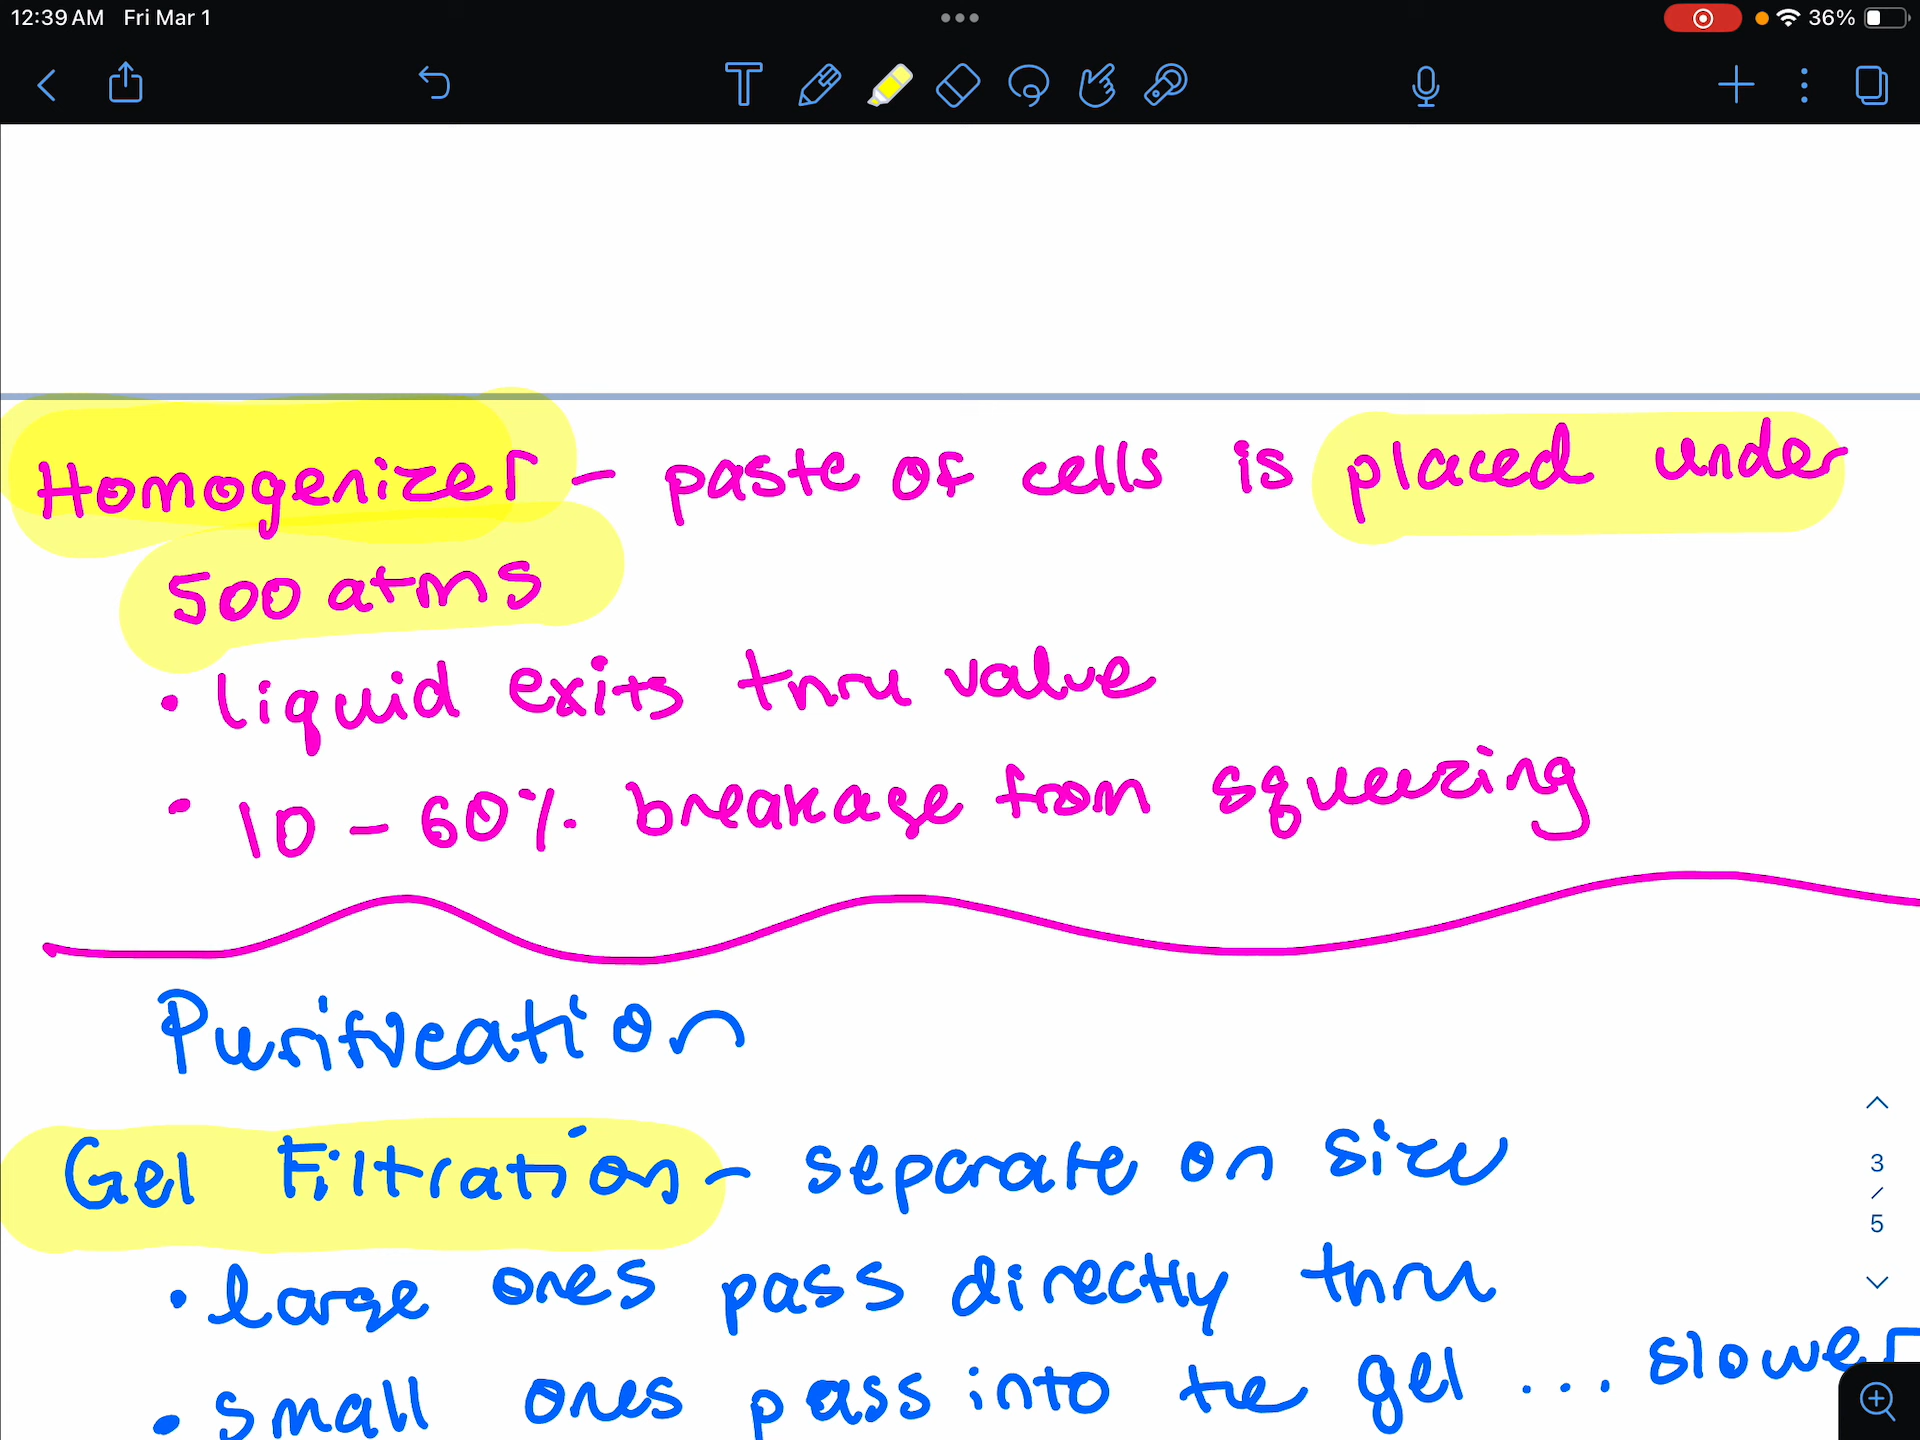 12:39 AM Fri Mar 1
36%
T
Homogenizer - paste of cells is placed under
500 atms
• liquid exits thru value
• 10 - 60% breakage from squeezing
Purification
Gel Filtration - separate on size
• large ones pass directly thru
• small ones pass into the gel ... slower
3
/
5